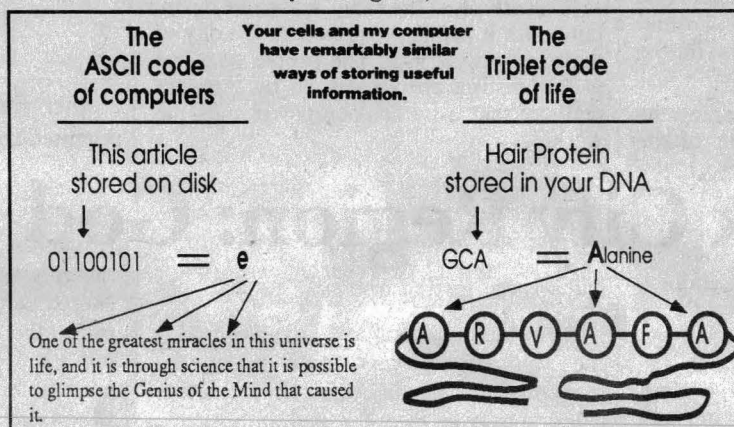 The
ASCII code
of computers
Your cells and my computer
have remarkably similar
ways of storing useful
information.
The
Triplet code
of life
This article
stored on disk
01100101 = e
One of the greatest miracles in this universe is
life, and it is through science that it is possible
to glimpse the Genius of the Mind that caused
it.
Hair Protein
stored in your DNA
GCA = Alanine
A R V A F A